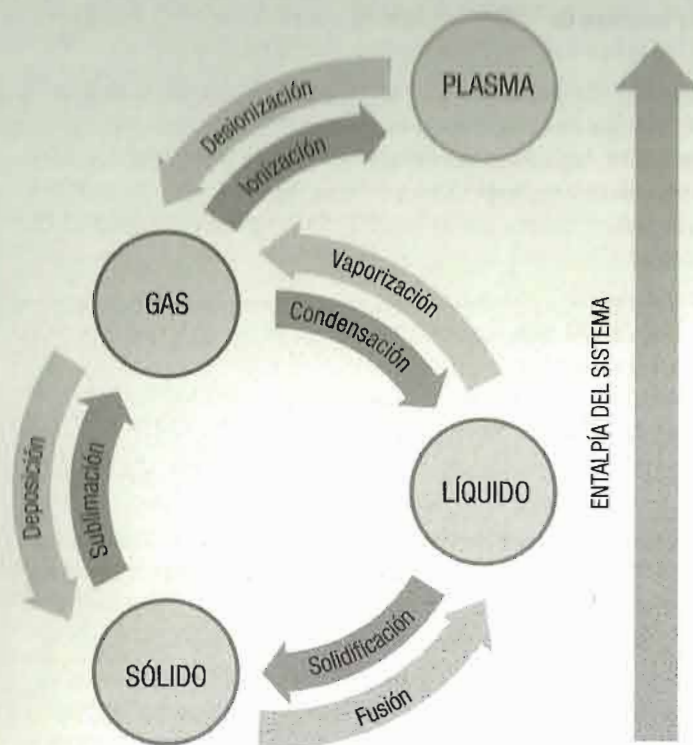 PLASMA
Desionización
Ionización
Vaporización
GAS
Condensación
ENTALPÍA DEL SISTEMA
Deposición
Sublimación
LÍQUIDO
Solidificación
SÓLIDO
Fusión